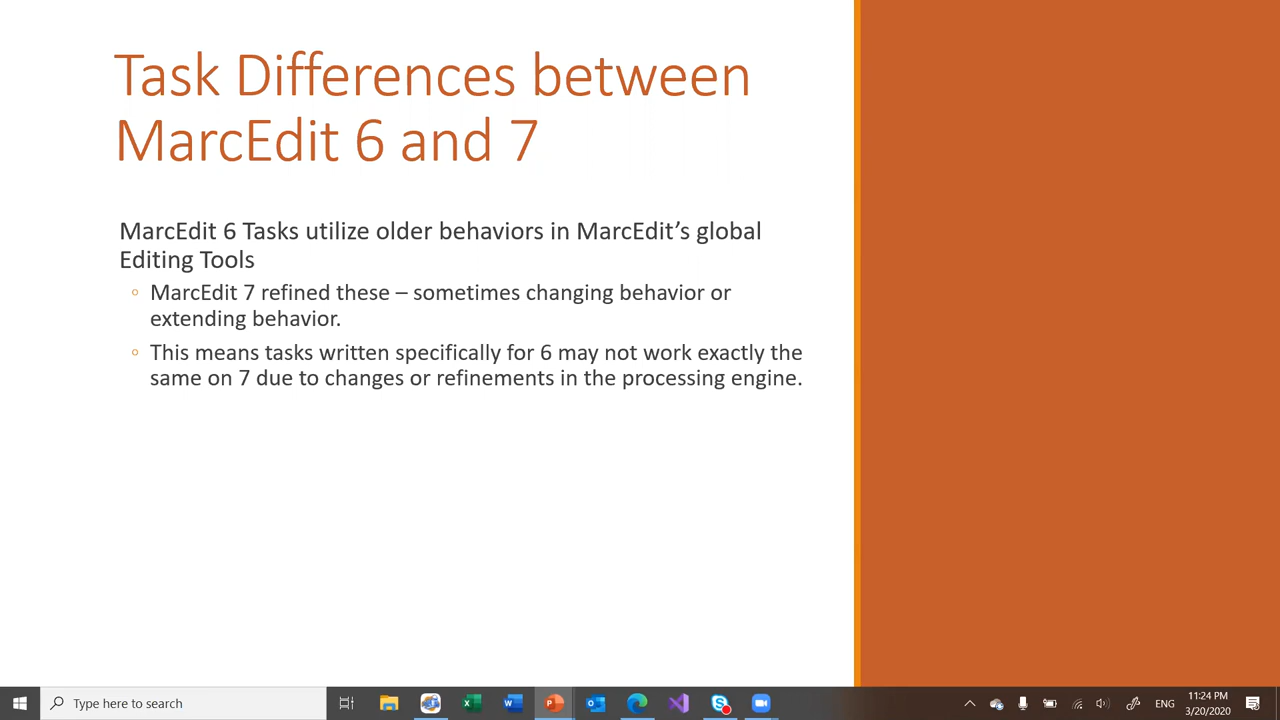 Task Differences between
MarcEdit 6 and 7
MarcEdit 6 Tasks utilize older behaviors in MarcEdit’s global
Editing Tools
◦ MarcEdit 7 refined these – sometimes changing behavior or
extending behavior.
◦ This means tasks written specifically for 6 may not work exactly the
same on 7 due to changes or refinements in the processing engine.
Type here to search
ENG
11:24 PM
3/20/2020